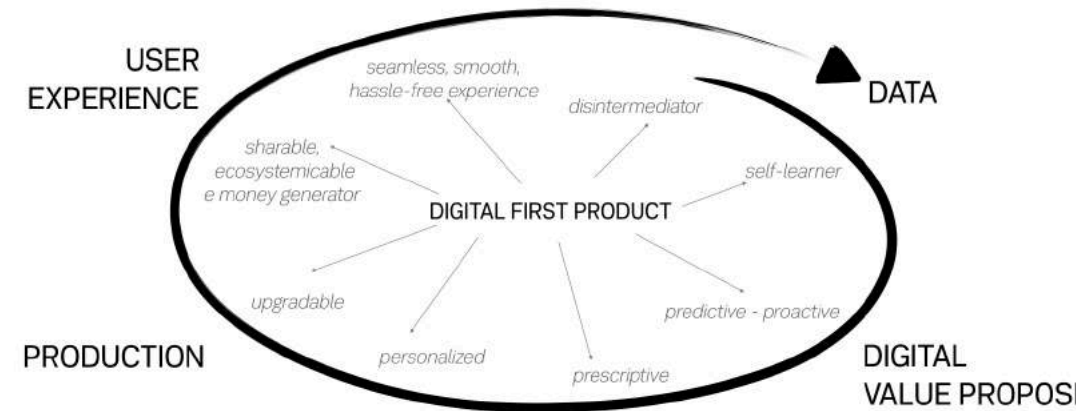 USER
EXPERIENCE
seamless, smooth,
hassle-free experience
disintermediator
DATA
sharable,
ecosystemicable
e money generator
self-learner
DIGITAL FIRST PRODUCT
upgradable
predictive - proactive
PRODUCTION
personalized
prescriptive
DIGITAL
VALUE